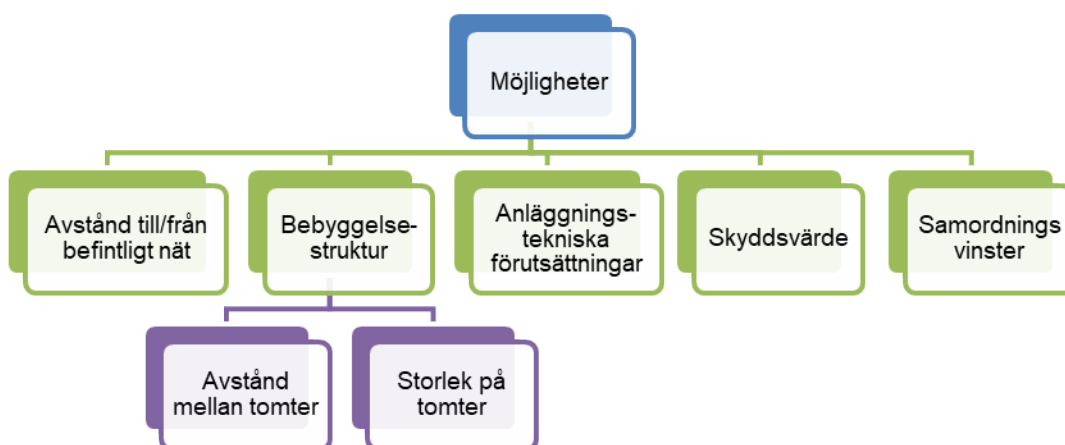 Möjligheter
Avstånd till/från
befintligt nät
Bebyggelse-
struktur
Anläggnings-
tekniska
förutsättningar
Skyddsvärde
Samordnings
vinster
Avstånd
mellan tomter
Storlek på
tomter